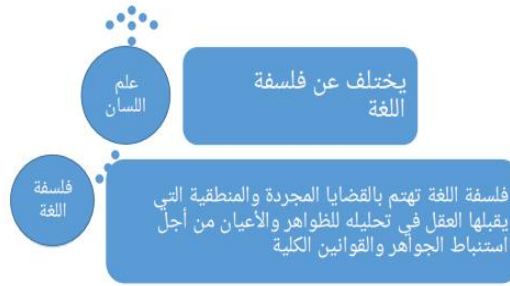 علم
اللسان
يختلف عن فلسفة
اللغة
فلسفة
اللغة
فلسفة اللغة تهتم بالقضايا المجردة والمنطقية التي
يقبلها العقل في تحليله للظواهر والأعيان من أجل
استنباط الجواهر والقوانين الكلية